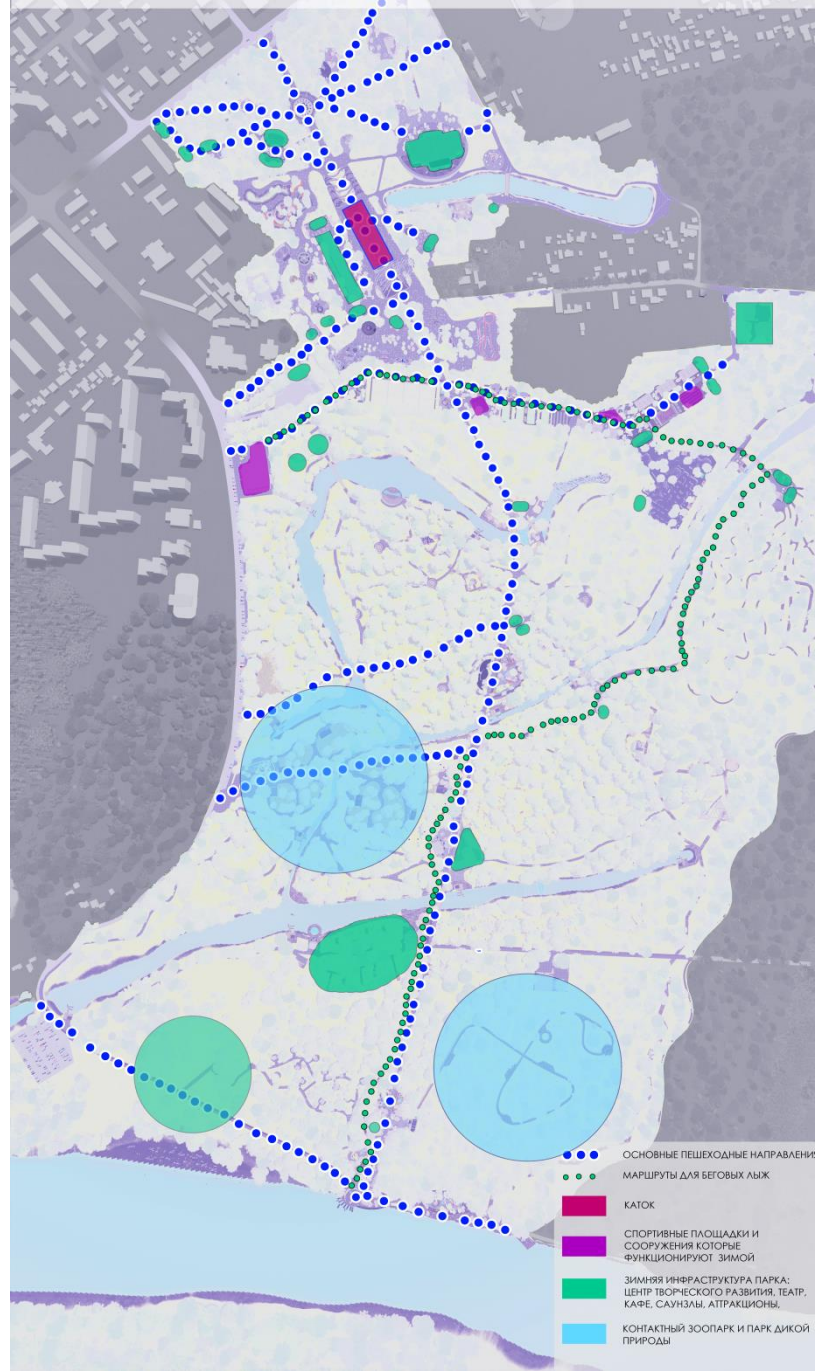 ОСНОВНЫЕ ПЕШЕХОДНЫЕ НАПРАВЛЕНИЯ
МАРШРУТЫ ДЛЯ БЕГОВЫХ ЛЫЖ
КАТОК
СПОРТИВНЫЕ ПЛОЩАДКИ И
СООРУЖЕНИЯ КОТОРЫЕ
ФУНКЦИОНИРУЮТ ЗИМОЙ
ЗИМНЯЯ ИНФРАСТРУКТУРА ПАРКА:
ЦЕНТР ТВОРЧЕСКОГО РАЗВИТИЯ, ТЕАТР,
КАФЕ, САУНЗЛЫ, АТТРАКЦИОНЫ,
КОНТАКТНЫЙ ЗООПАРК И ПАРК ДИКОЙ
ПРИРОДЫ